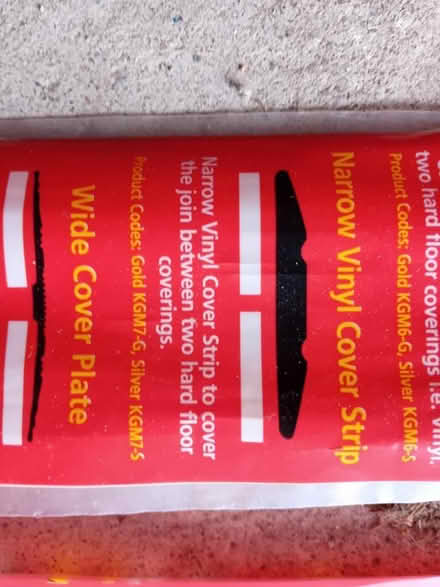 two hard floor coverings i.e. vinyl,
Product Codes: Gold KGM6-G, Silver KGM6-S
Narrow Vinyl Cover Strip
Narrow Vinyl Cover Strip to cover
the join between two hard floor
coverings.
Product Codes: Gold KGM7-G, Silver KGM7-S
Wide Cover Plate